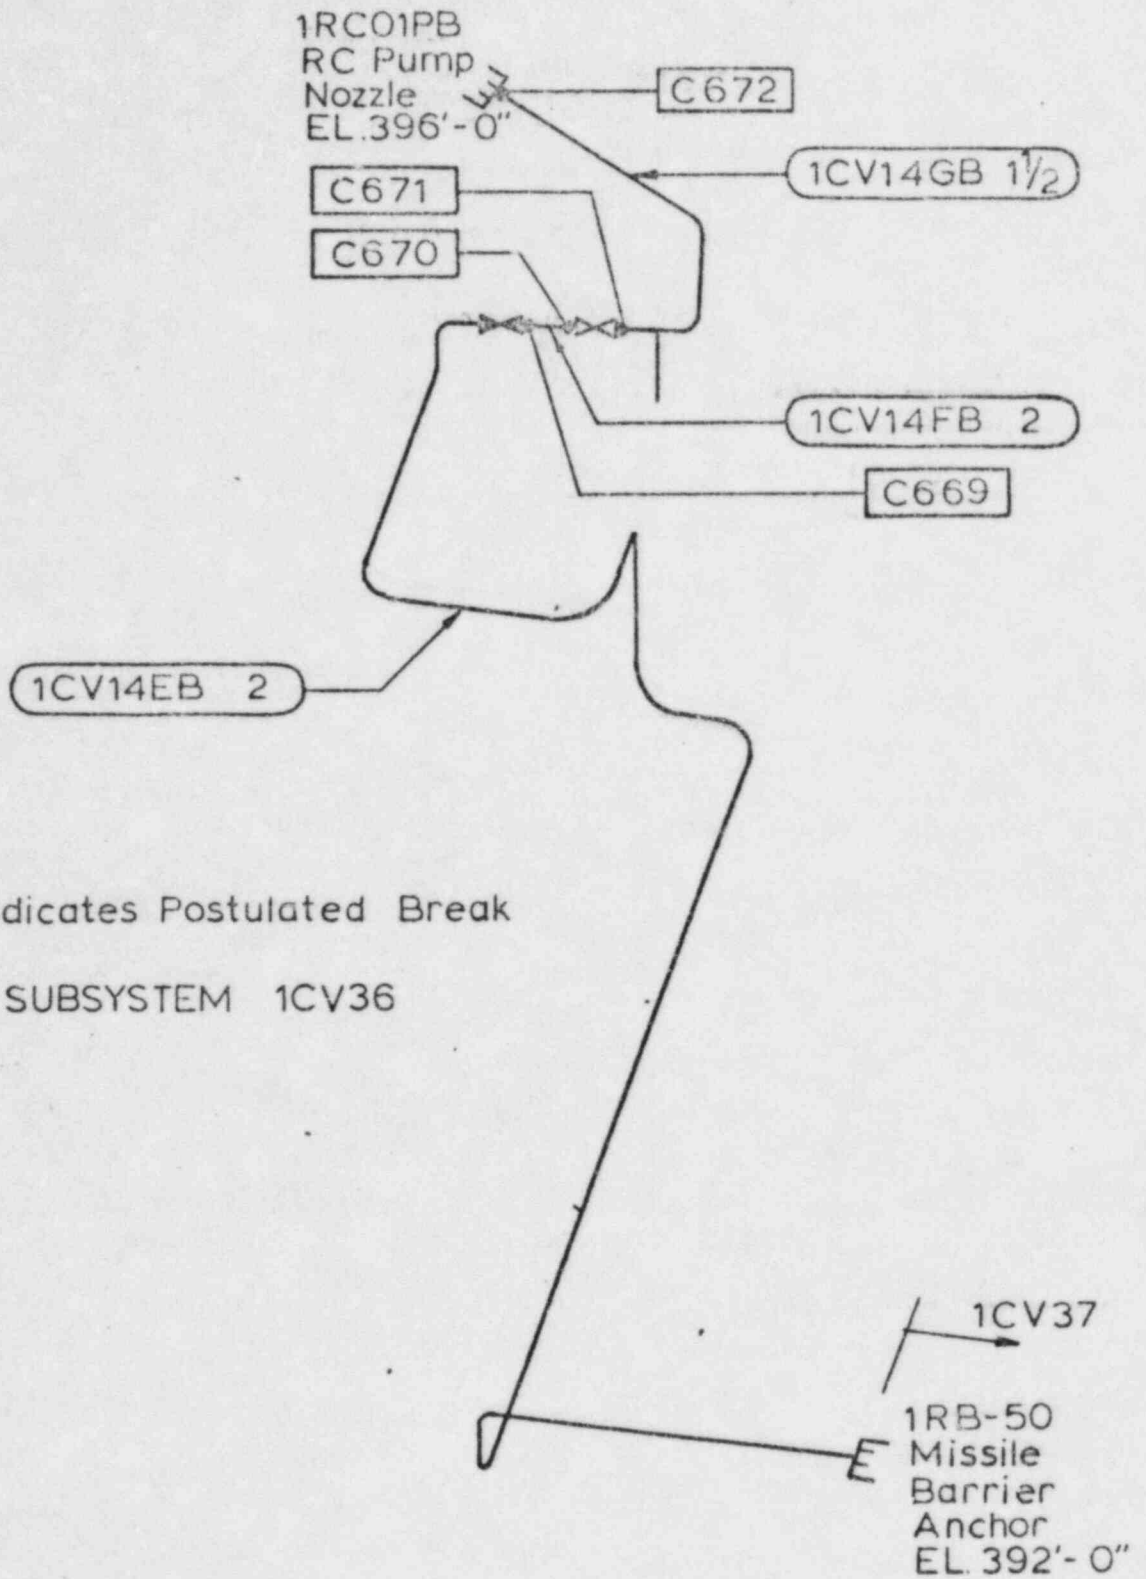 1RC01PB
RC Pump
Nozzle
EL.396'-0"
C672
1CV14GB 1½
C671
C670
1CV14FB 2
C669
1CV14EB 2
dicates Postulated Break
SUBSYSTEM 1CV36
1CV37
1RB-50
Missile
Barrier
Anchor
EL. 392'-0"